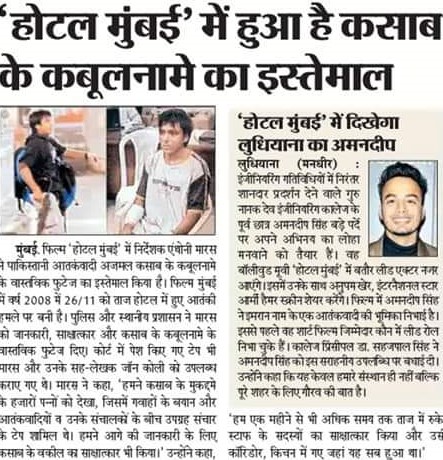 ‘होटल मुंबई’ में हुआ है कसाब
के कबूलनामे का इस्तेमाल
मुंबई. फिल्म ‘होटल मुंबई’ में निर्देशक एंथोनी मारस
ने पाकिस्तानी आतकवादी अजमल कसाब के कबूलनामे
के वास्तविक फुटेज का इस्तेमाल किया है। फिल्म मुंबई
में वर्ष 2008 में 26/11 को ताज होटल में हुए आतंकी
हमले पर बनी है। पुलिस और स्थानीय प्रशासन ने मारस
को जानकारी, साक्षात्कार और कसाब के कबूलनामे के
वास्तविक फुटेज दिए। कोर्ट में पेश किए गए टेप भी
मारस और उनके सह-लेखक जॉन कोली को उपलब्ध
कराए गए थे। मारस ने कहा, ‘हमने कसाब के मुकद्दमे
के हजारों पन्नों को देखा, जिसमें गवाहों के बयान और
आतकवादियों व उनके संचालकों के बीच उपग्रह संचार
के टेप शामिल थे। हमने आगे की जानकारी के लिए
कसाब के वकील का साक्षात्कार भी किया।’ उन्होंने कहा,
‘होटल मुंबई’ में दिखेगा
लुधियाना का अमनदीप
लुधियाना (मनधीर) :
इंजीनियरिंग गतिविधियों में निरंतर
शानदार प्रदर्शन देने वाले गुरु
नानक देव इंजीनियरिंग कालेज के
पूर्व छात्र अमनदीप सिंह बड़े पर्दे
पर अपने अभिनय का लोहा
मनवाने को तैयार हैं। वह
बॉलीवुड मूवी ‘होटल मुंबई’ में बतौर लीड एक्टर नजर
आएंगे। इसमें उनके साथ अनुपम खेर, इंटरनैशनल स्टार
आर्मी हैमर स्क्रीन शेयर करेंगे। फिल्म में अमनदीप सिंह
ने इमरान नाम के एक आतंकवादी की भूमिका निभाई है।
इससे पहले वह शार्ट फिल्म जिम्मेदार कौन में लीड रोल
निभा चुके हैं। कालेज प्रिंसीपल डा. सहजपाल सिंह ने
अमनदीप सिंह को इस सराहनीय उपलब्धि पर बधाई दी।
उन्होंने कहा कि यह केवल हमारे संस्थान ही नहीं बल्कि
पूरे शहर के लिए गौरव की बात है।
‘हम एक महीने से भी अधिक समय तक ताज में रुके
स्टाफ के सदस्यों का साक्षात्कार किया और उसे
कॉरिडोर, किचन में गए जहां यह सब हुआ था।’